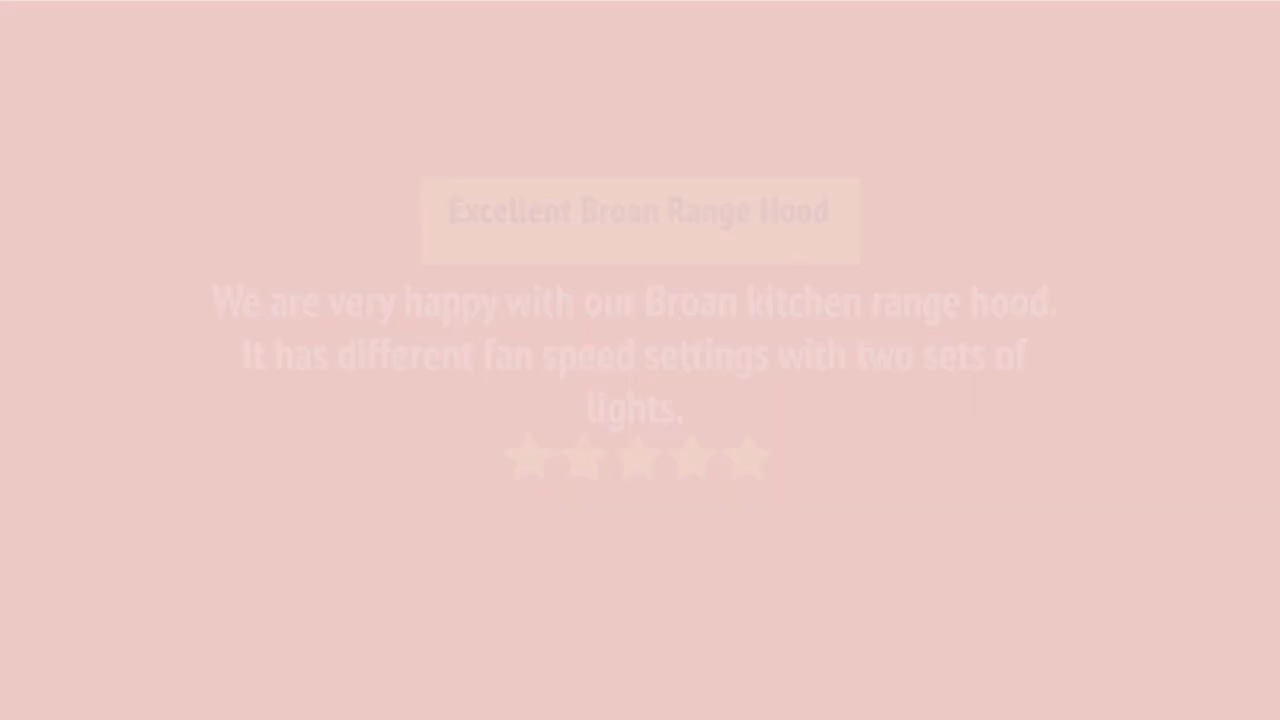 Excellent Broan Range Hood
We are very happy with our Broan kitchen range hood.
It has different fan speed settings with two sets of
lights.